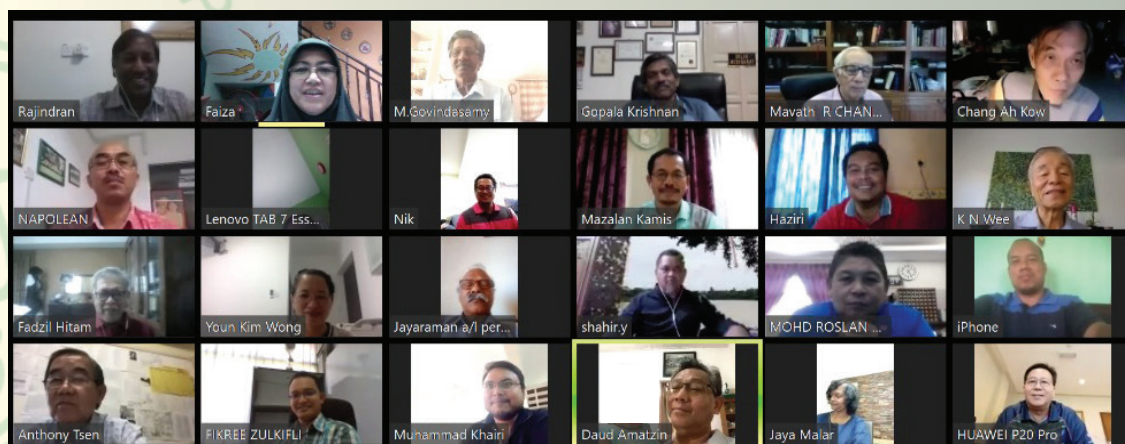 Rajindran
Faiza
M.Govindasamy
Gopala Krishnan
Mavath R CHAN...
Chang Ah Kow
NAPOLEAN
Lenovo TAB 7 Ess...
Nik
Mazalan Kamis
Haziri
K N Wee
Fadzil Hitam
Youn Kim Wong
Jayaraman a/l per...
shahir.y
MOHD ROSLAN ...
iPhone
Anthony Tsen
FIKREE ZULKIFLI
Muhammad Khairi
Daud Amatzin
Jaya Malar
HUAWEI P20 Pro